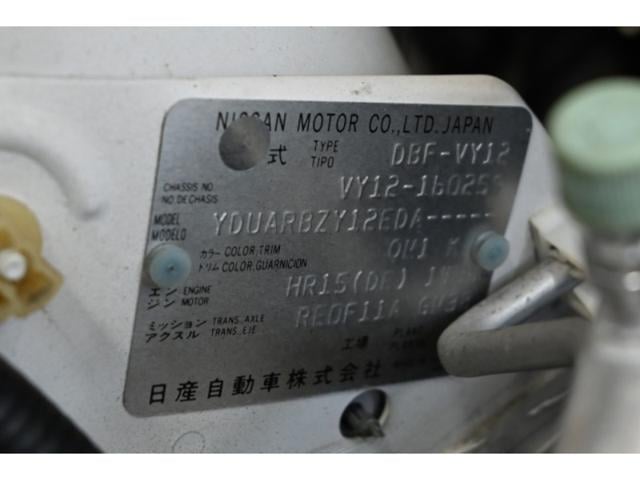 NISSAN MOTOR CO.,LTD. JAPAN
式 TYPE TIPO DBF-VY12
CHASSIS NO. NO.DE CHASIS VY12-16025
MODEL MODELO YDUARBZY12EDA-----
カラー COLOR,TRIM トリム COLOR,GUARNICION
エンジン ENGINE MOTOR HR15(DE)
ミッション アクスル TRANS. AXLE TRANS. EJE RE0F11A
工場 PLANT
日産自動車株式会社